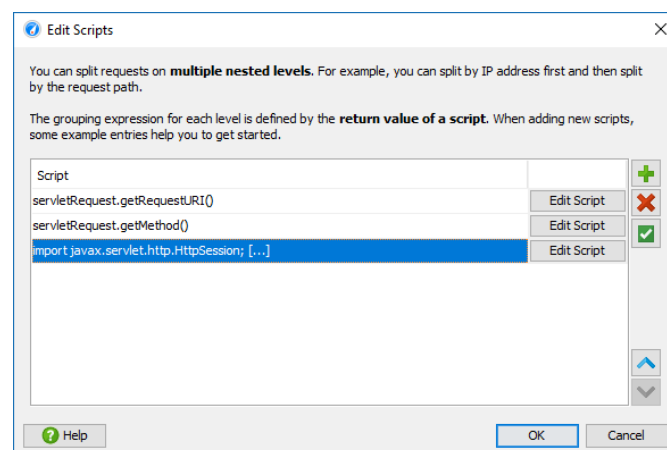 Edit Scripts
You can split requests on multiple nested levels. For example, you can split by IP address first and then split
by the request path.
The grouping expression for each level is defined by the return value of a script. When adding new scripts,
some example entries help you to get started.
Script
servletRequest.getRequestURI() Edit Script
servletRequest.getMethod() Edit Script
import javax.servlet.http.HttpSession; [...] Edit Script
Help OK Cancel